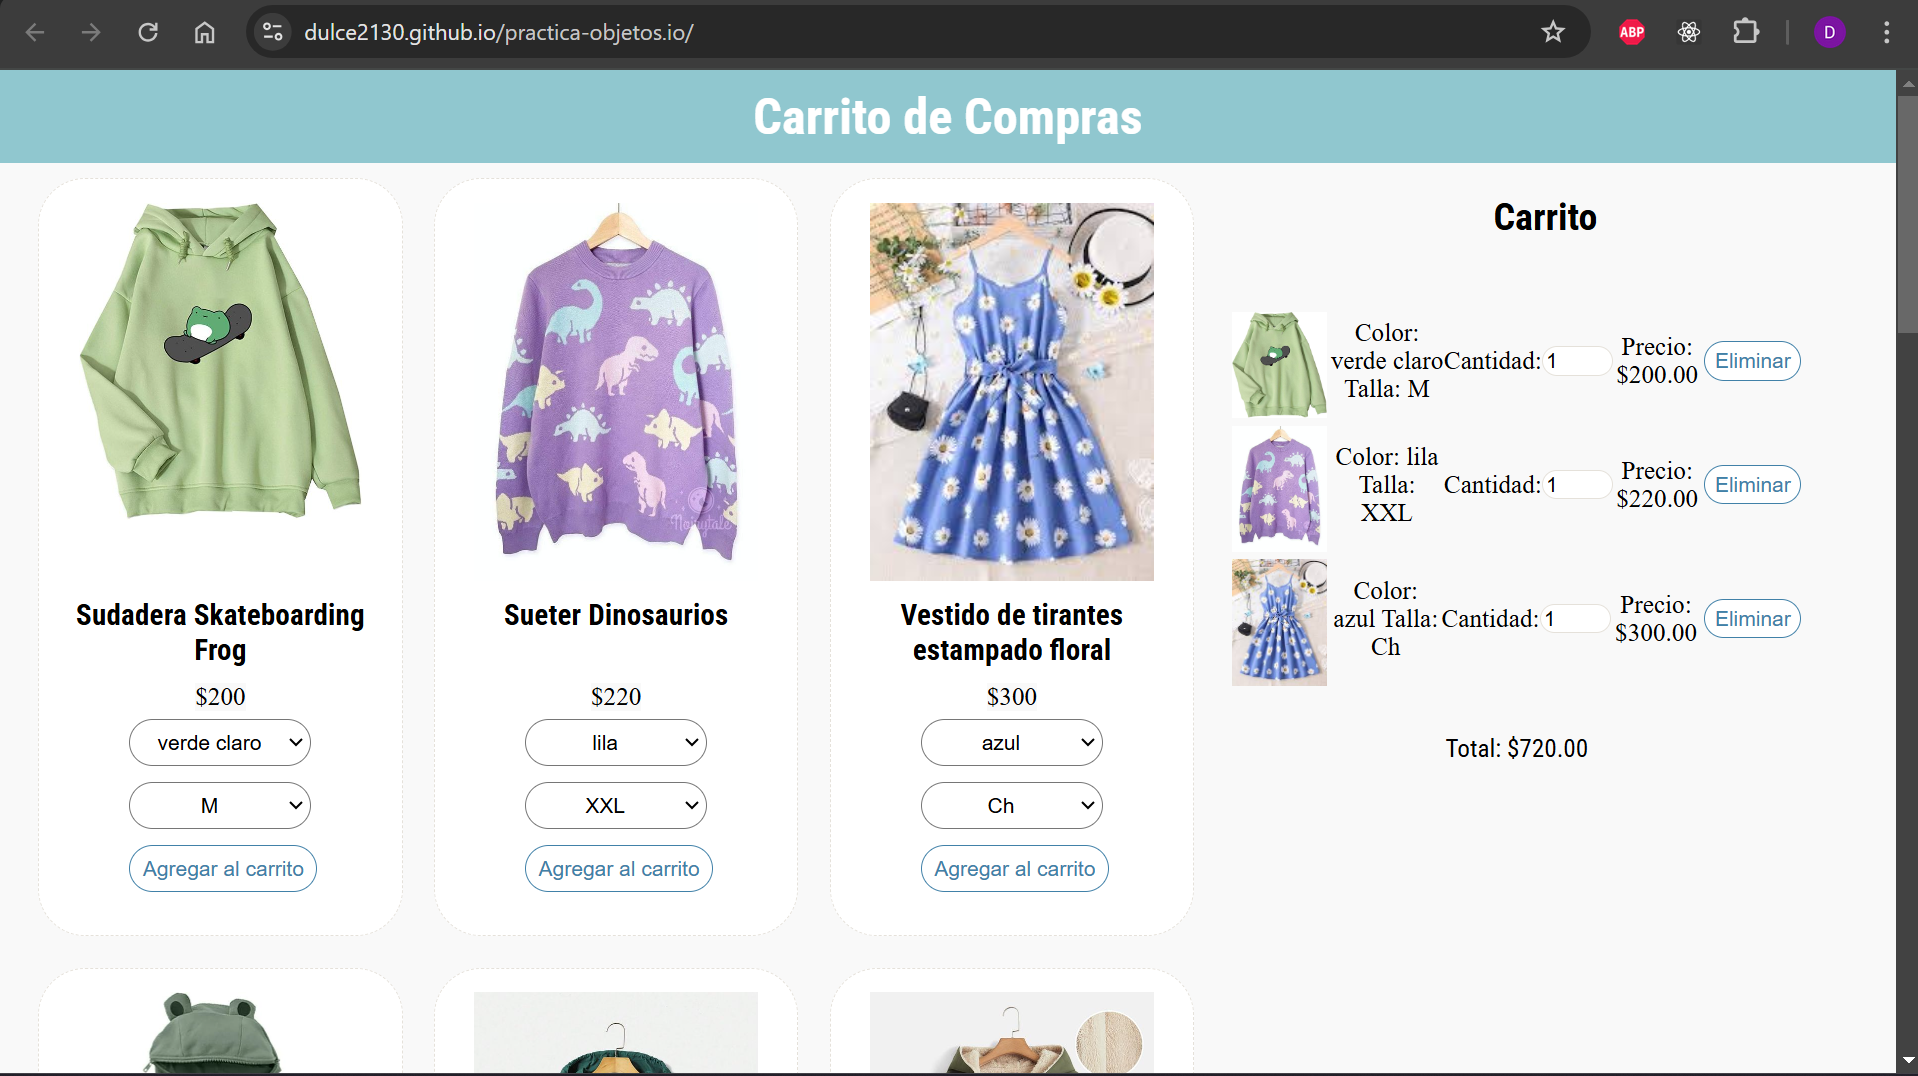 dulce2130.github.io/practica-objetos.io/
ABP
D
Carrito de Compras
Sudadera Skateboarding
Frog
$200
verde claro
M
Agregar al carrito
Sueter Dinosaurios
$220
lila
XXL
Agregar al carrito
Vestido de tirantes
estampado floral
$300
azul
Ch
Agregar al carrito
Carrito
Color:
verde claro
Talla: M
Cantidad: 1
Precio:
$200.00
Eliminar
Color: lila
Talla:
XXL
Cantidad: 1
Precio:
$220.00
Eliminar
Color:
azul Talla:
Ch
Cantidad: 1
Precio:
$300.00
Eliminar
Total: $720.00